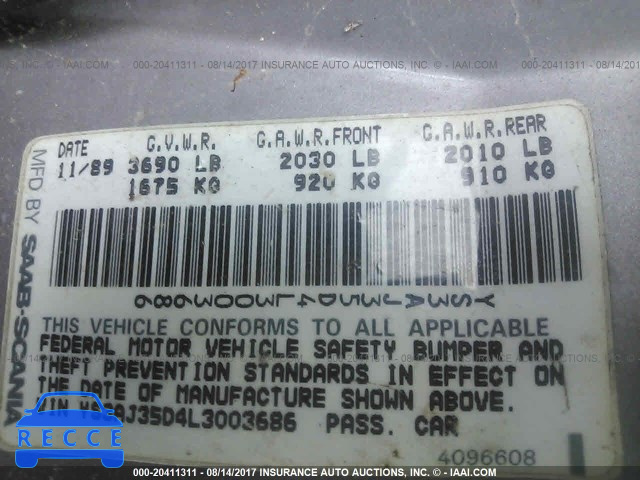 000-20411311 - 08/14/2017 INSURANCE AUTO AUCTIONS, INC. - © IAAI.COM
MFD BY SAAB-SCANIA
DATE G.V.W.R. G.A.W.R.FRONT G.A.W.R.REAR
11/89 3690 LB 2030 LB 2010 LB
1675 KG 920 KG 910 KG
YS3AJ35D4L3003686
THIS VEHICLE CONFORMS TO ALL APPLICABLE
FEDERAL MOTOR VEHICLE SAFETY BUMPER AND
THEFT PREVENTION STANDARDS IN EFFECT ON
THE DATE OF MANUFACTURE SHOWN ABOVE.
YS3AJ35D4L3003686 PASS. CAR
4096608
RECORD
000-20411311 - 08/14/2017 INSURANCE AUTO AUCTIONS, INC. - © IAAI.COM